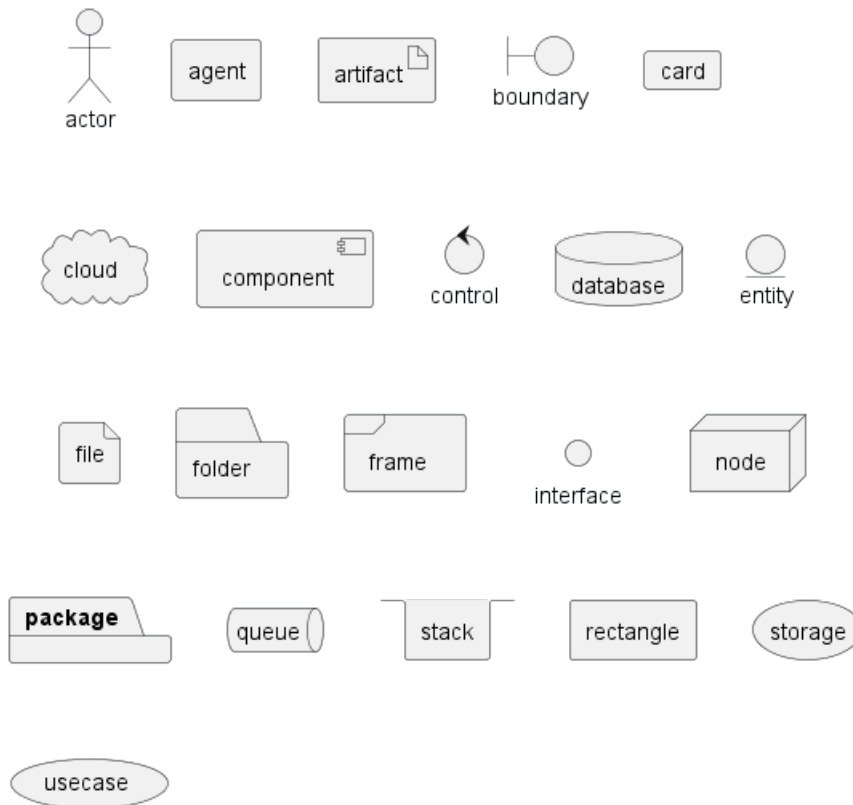 actor
agent
artifact
boundary
card
cloud
component
control
database
entity
file
folder
frame
interface
node
package
queue
stack
rectangle
storage
usecase